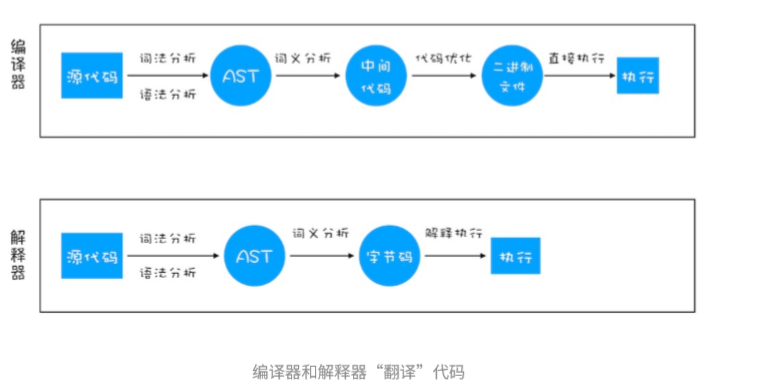 编译器
源代码
词法分析
语法分析
AST
词义分析
中间
代码
代码优化
二进制
文件
直接执行
执行
解释器
源代码
词法分析
语法分析
AST
词义分析
字节码
解释执行
执行
编译器和解释器“翻译”代码